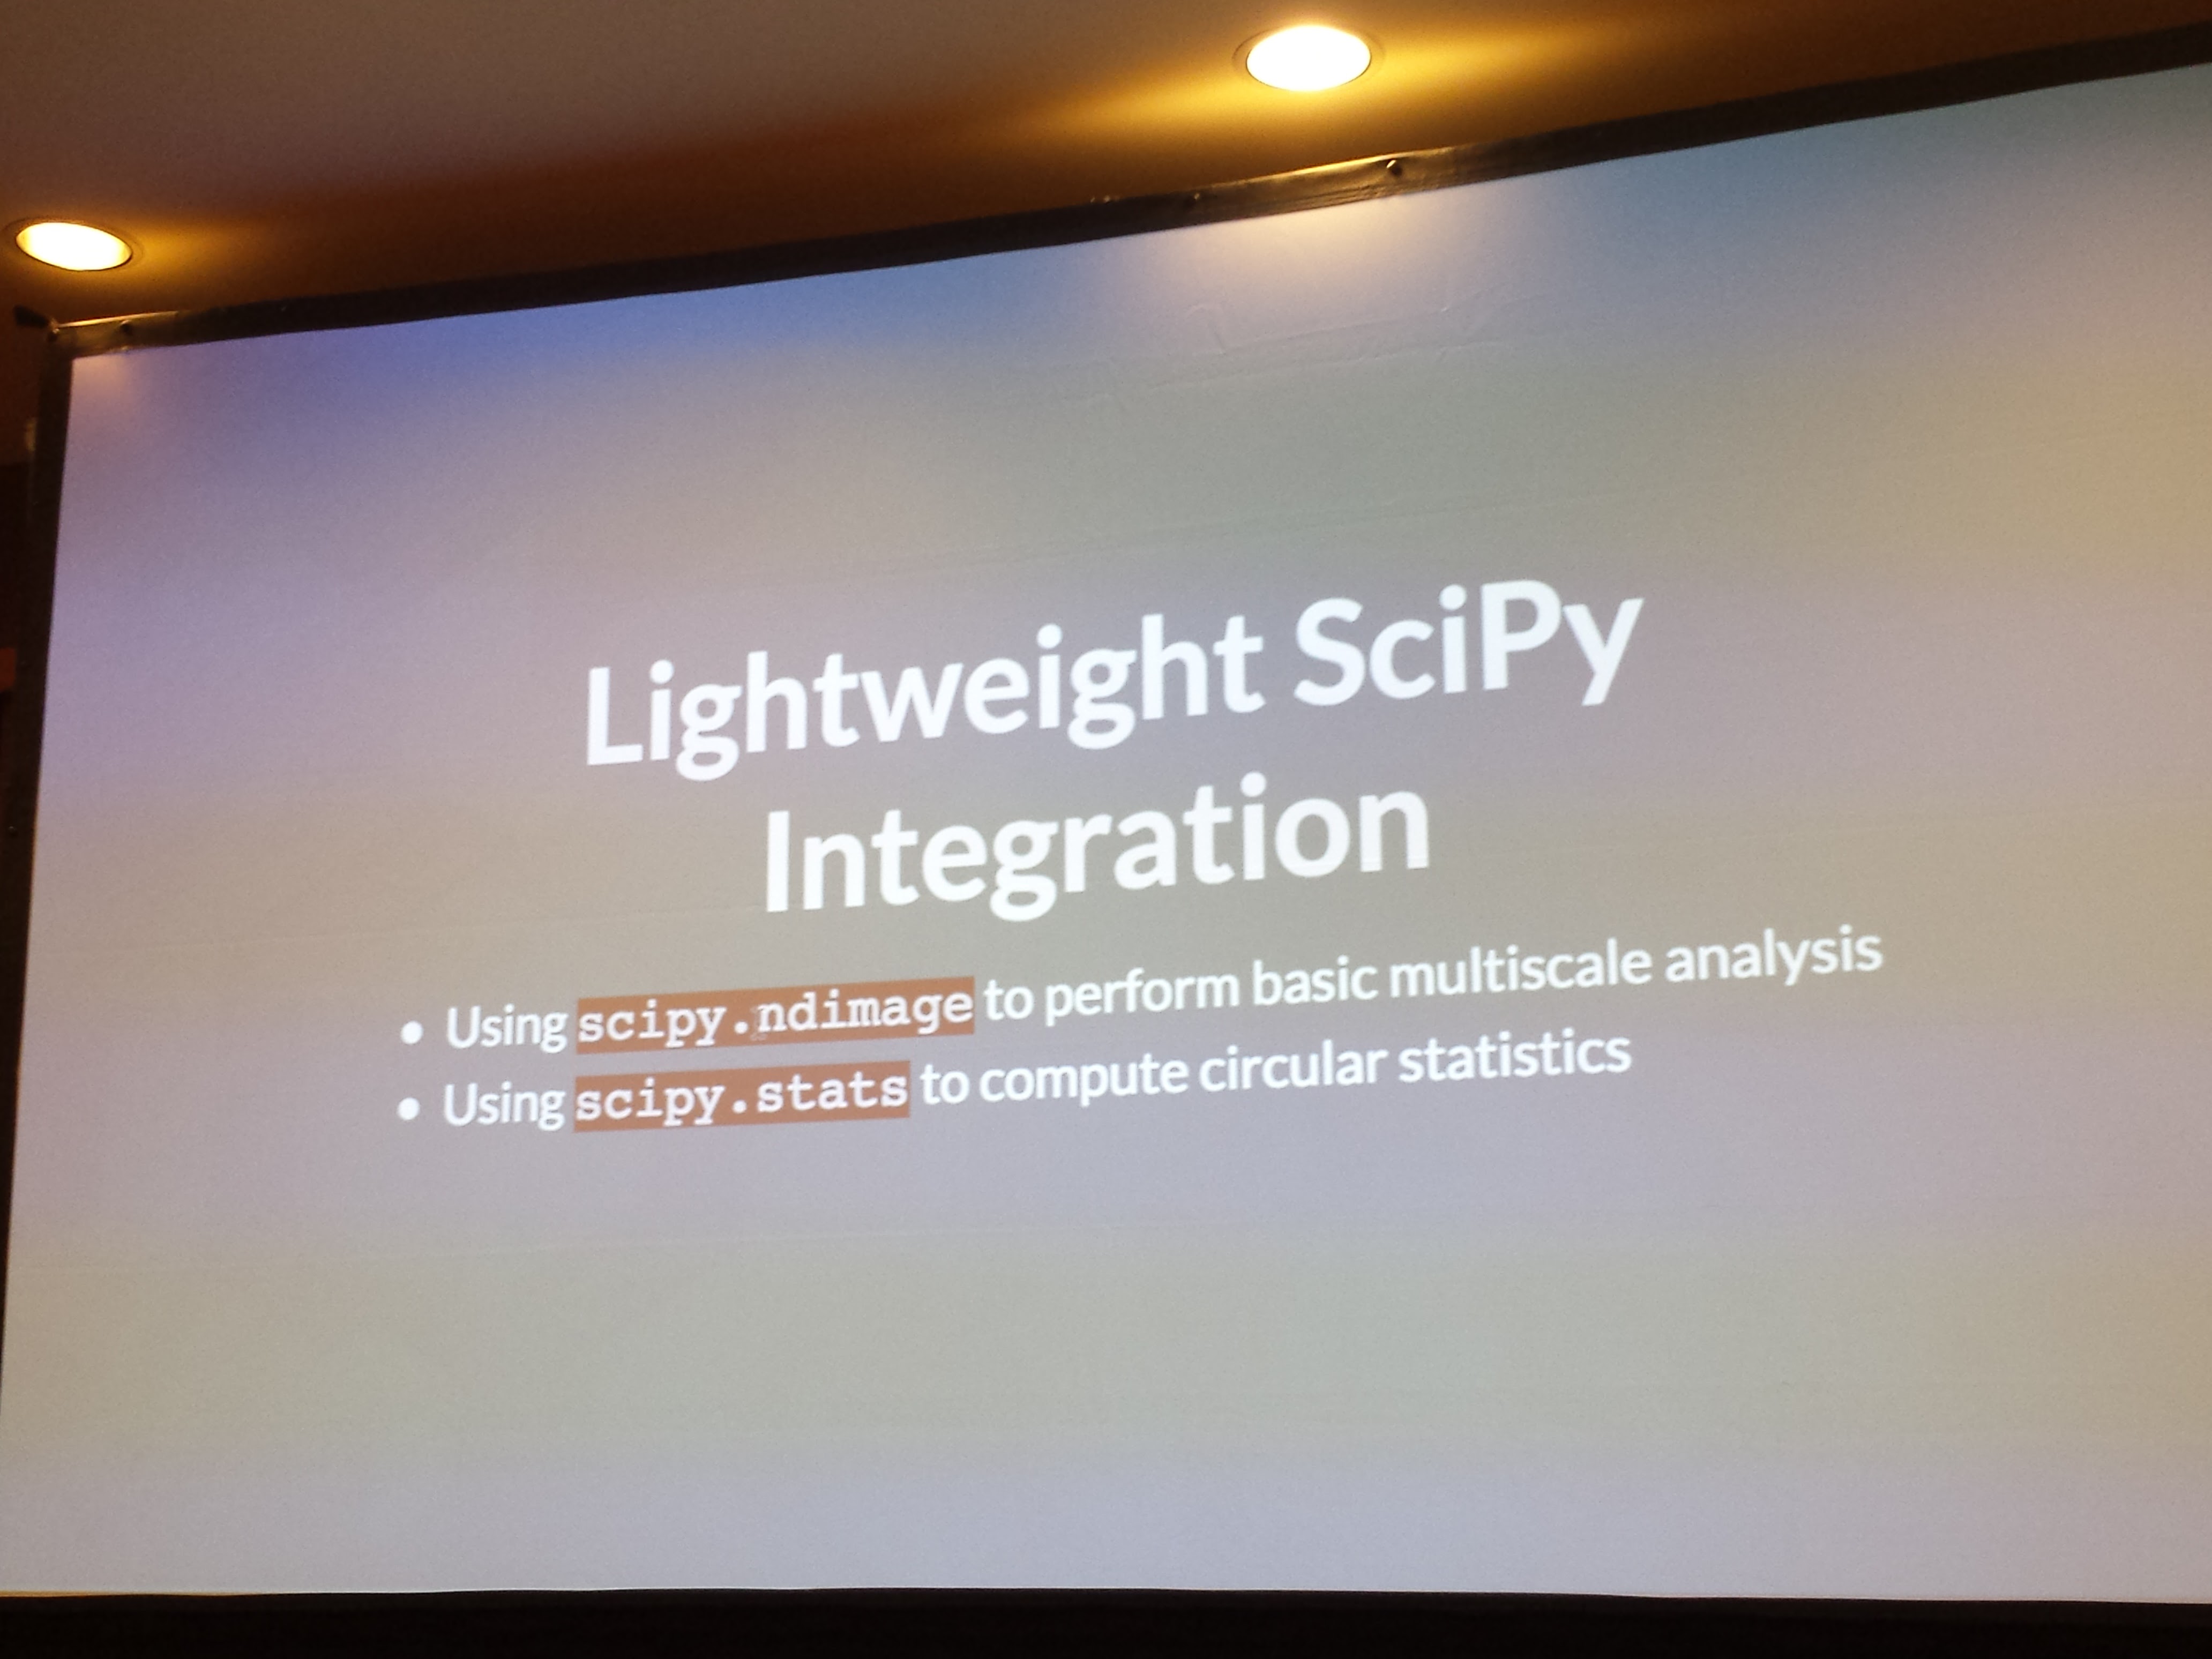 Lightweight SciPy
Integration
• Using scipy.ndimage to perform basic multiscale analysis
• Using scipy.stats to compute circular statistics